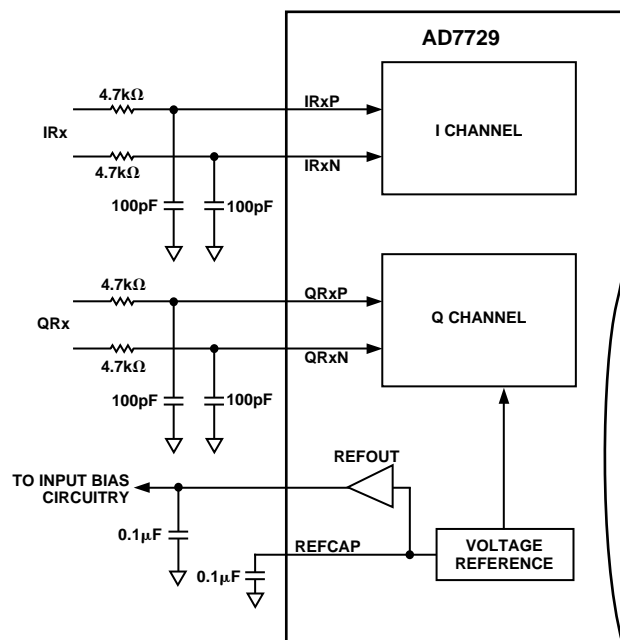 AD7729
4.7kΩ
IRx
4.7kΩ
IRxP
IRxN
I CHANNEL
100pF
100pF
4.7kΩ
QRx
4.7kΩ
QRxP
QRxN
Q CHANNEL
100pF
100pF
TO INPUT BIAS
CIRCUITRY
REFOUT
0.1μF
REFCAP
0.1μF
VOLTAGE
REFERENCE